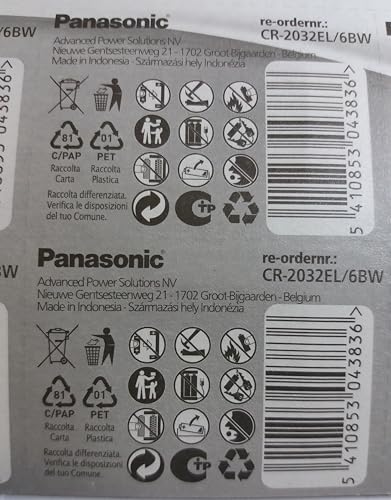 /6BW
5 043836
Panasonic
re-ordernr.:
CR-2032EL/6BW
Advanced Power Solutions NV
Nieuwe Gentsesteenweg 21 - 1702 Groot-Bijgaarden - Belgium
Made in Indonesia - Származási hely Indonézia
81
C/PAP
01
PET
Raccolta
Carta
Raccolta
Plastica
Raccolta differenziata.
Verifica le disposizioni
del tuo Comune.
5 410853 043836
6BW
Panasonic
re-ordernr.:
CR-2032EL/6BW
Advanced Power Solutions NV
Nieuwe Gentsesteenweg 21 - 1702 Groot-Bijgaarden - Belgium
Made in Indonesia - Származási hely Indonézia
81
C/PAP
01
PET
Raccolta
Carta
Raccolta
Plastica
Raccolta differenziata.
Verifica le disposizioni
del tuo Comune.
5 410853 043836